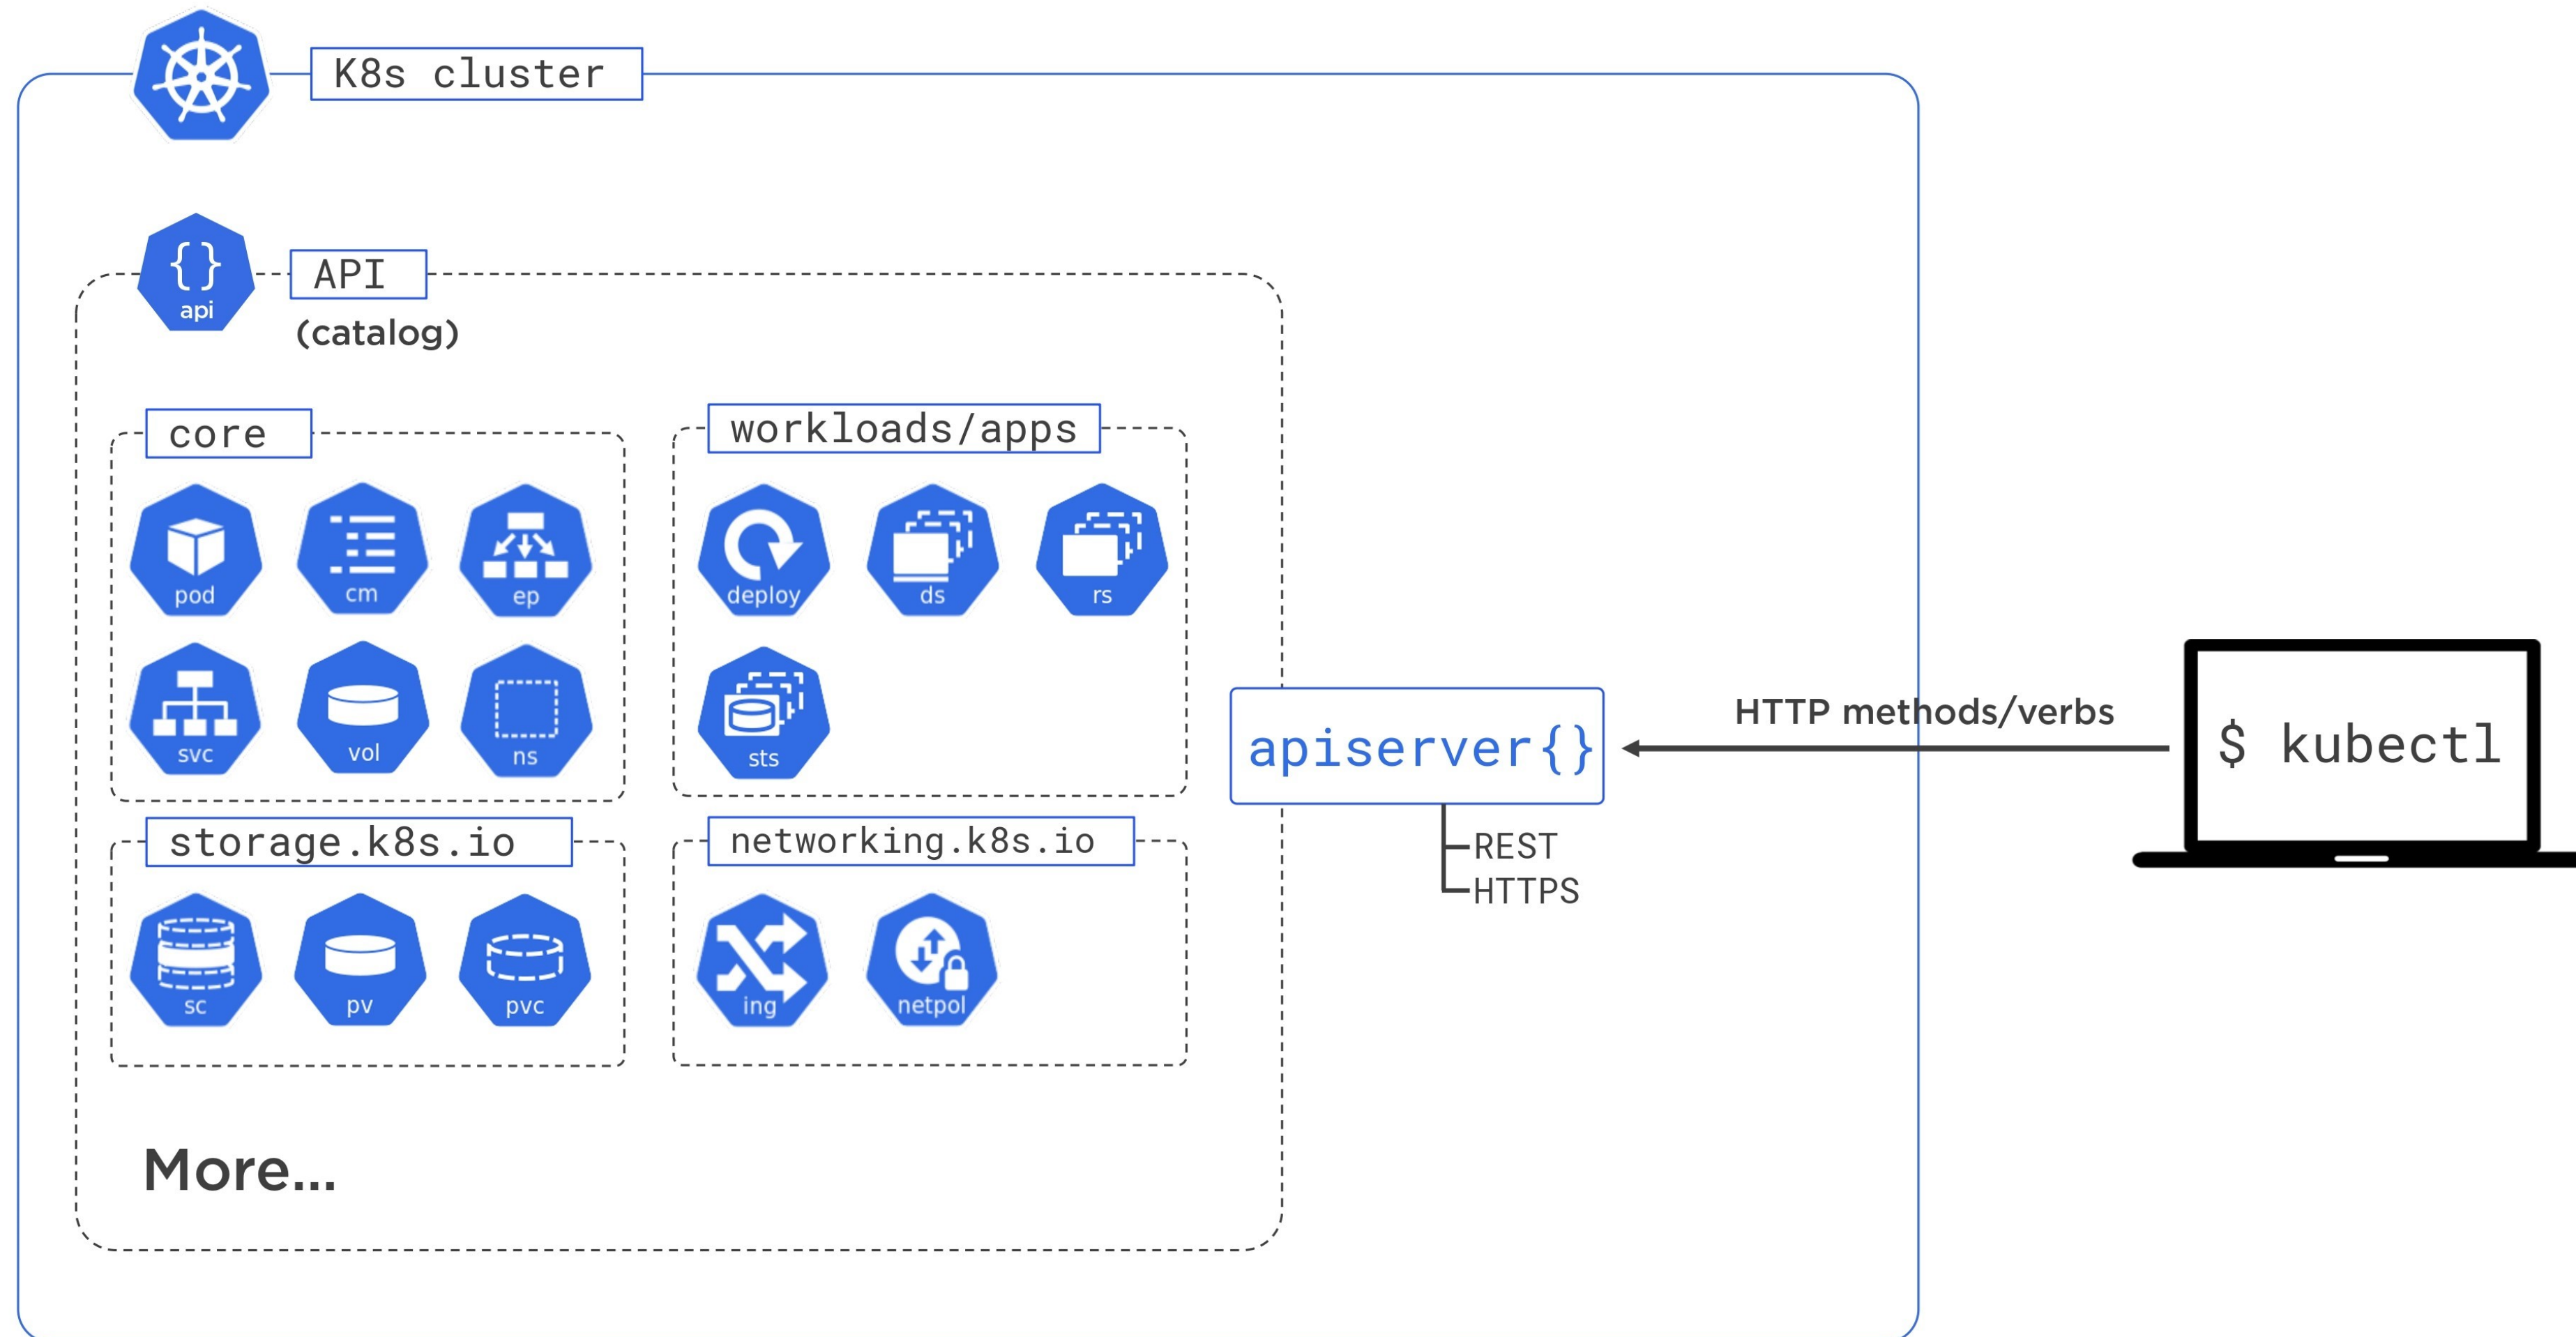 K8s cluster
{}
api
API
(catalog)
core
pod
cm
ep
svc
vol
ns
workloads/apps
deploy
ds
rs
sts
storage.k8s.io
sc
pv
pvc
networking.k8s.io
ing
netpol
More...
apiserver{}
REST
HTTPS
HTTP methods/verbs
$ kubectl